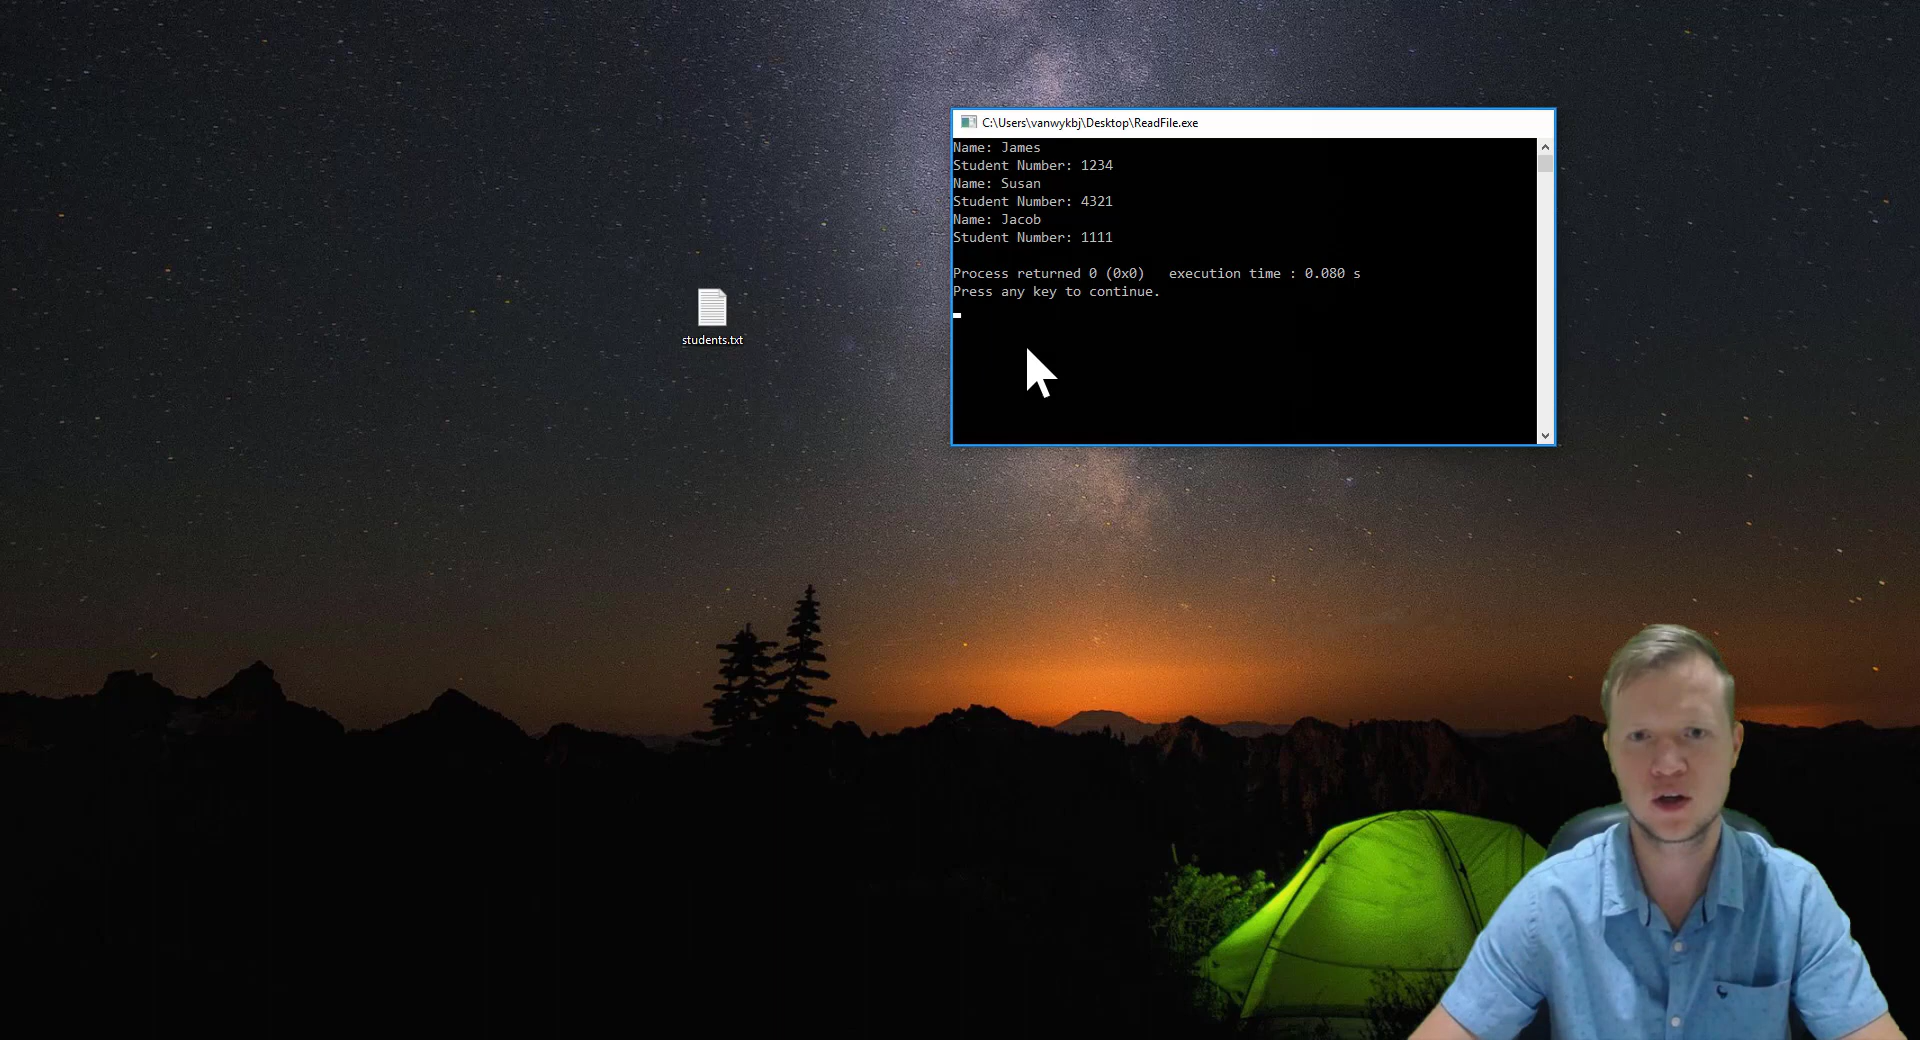 C:\Users\vanwykbj\Desktop\ReadFile.exe
Name: James
Student Number: 1234
Name: Susan
Student Number: 4321
Name: Jacob
Student Number: 1111
Process returned 0 (0x0)   execution time : 0.080 s
Press any key to continue.
students.txt